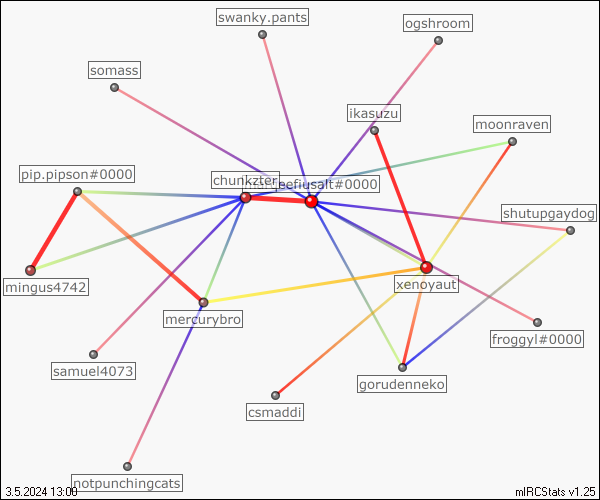 swanky.pants
ogshroom
somass
ikasuzu
moonraven
pip.pipson#0000
chunkzter
efiusalt#0000
shutupgaydog
mingus4742
xenoyaut
mercurybro
froggyl#0000
samuel4073
gorudenneko
csmaddi
notpunchingcats
3.5.2024 13:00
mIRCStats v1.25